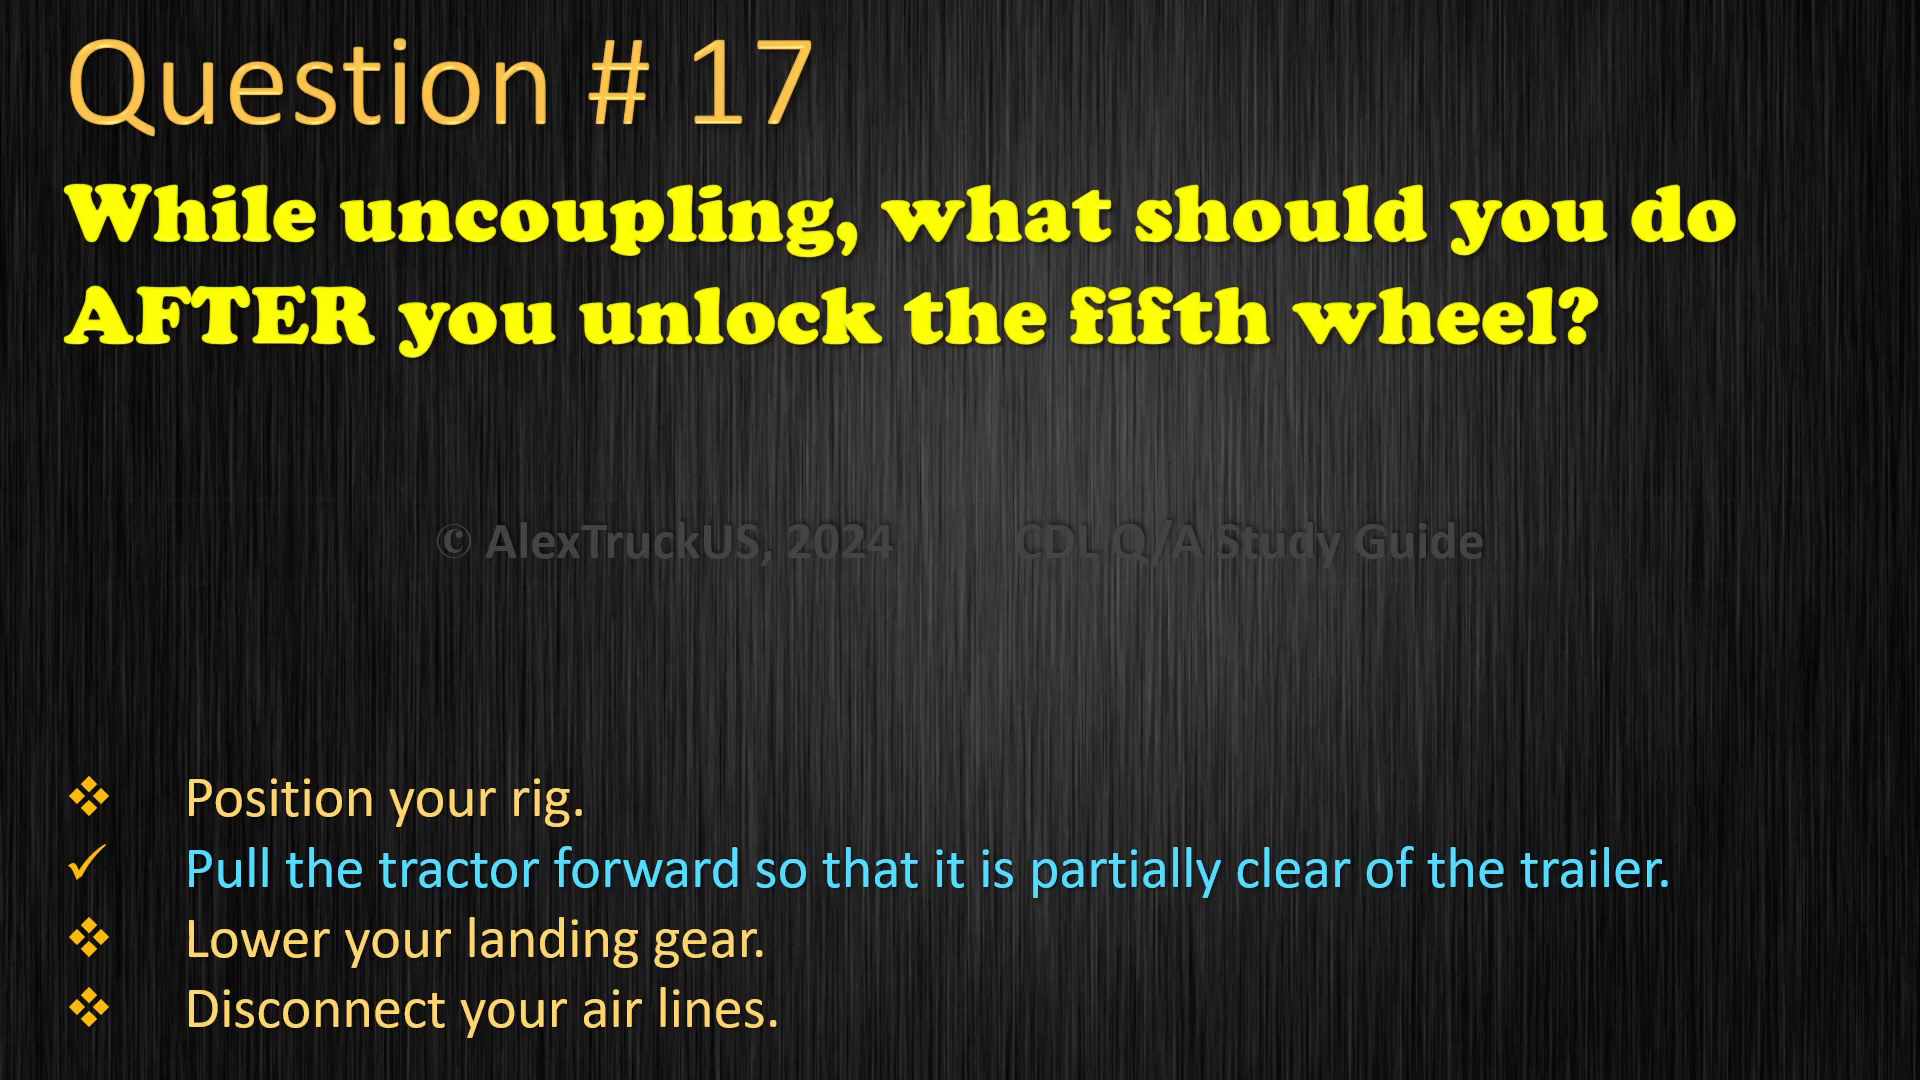 Question # 17
While uncoupling, what should you do
AFTER you unlock the fifth wheel?
© AlexTruckUS, 2024 CDL Q/A Study Guide
❖ Position your rig.
✓ Pull the tractor forward so that it is partially clear of the trailer.
❖ Lower your landing gear.
❖ Disconnect your air lines.